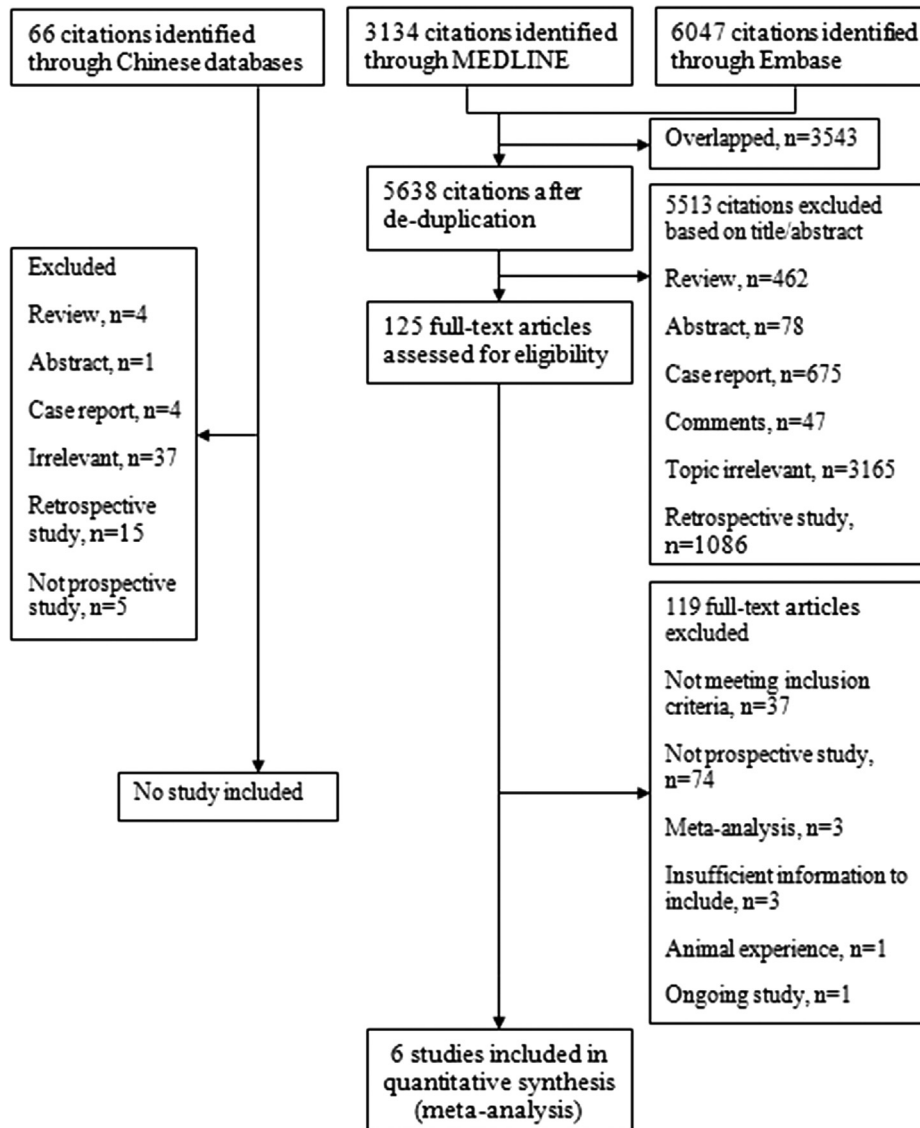 66 citations identified
through Chinese databases
3134 citations identified
through MEDLINE
6047 citations identified
through Embase
Overlapped, n=3543
5638 citations after
de-duplication
5513 citations excluded
based on title/abstract
Review, n=462
Abstract, n=78
Case report, n=675
Comments, n=47
Topic irrelevant, n=3165
Retrospective study,
n=1086
Excluded
Review, n=4
Abstract, n=1
Case report, n=4
Irrelevant, n=37
Retrospective
study, n=15
Not prospective
study, n=5
125 full-text articles
assessed for eligibility
119 full-text articles
excluded
Not meeting inclusion
criteria, n=37
Not prospective study,
n=74
Meta-analysis, n=3
Insufficient information to
include, n=3
Animal experience, n=1
Ongoing study, n=1
No study included
6 studies included in
quantitative synthesis
(meta-analysis)